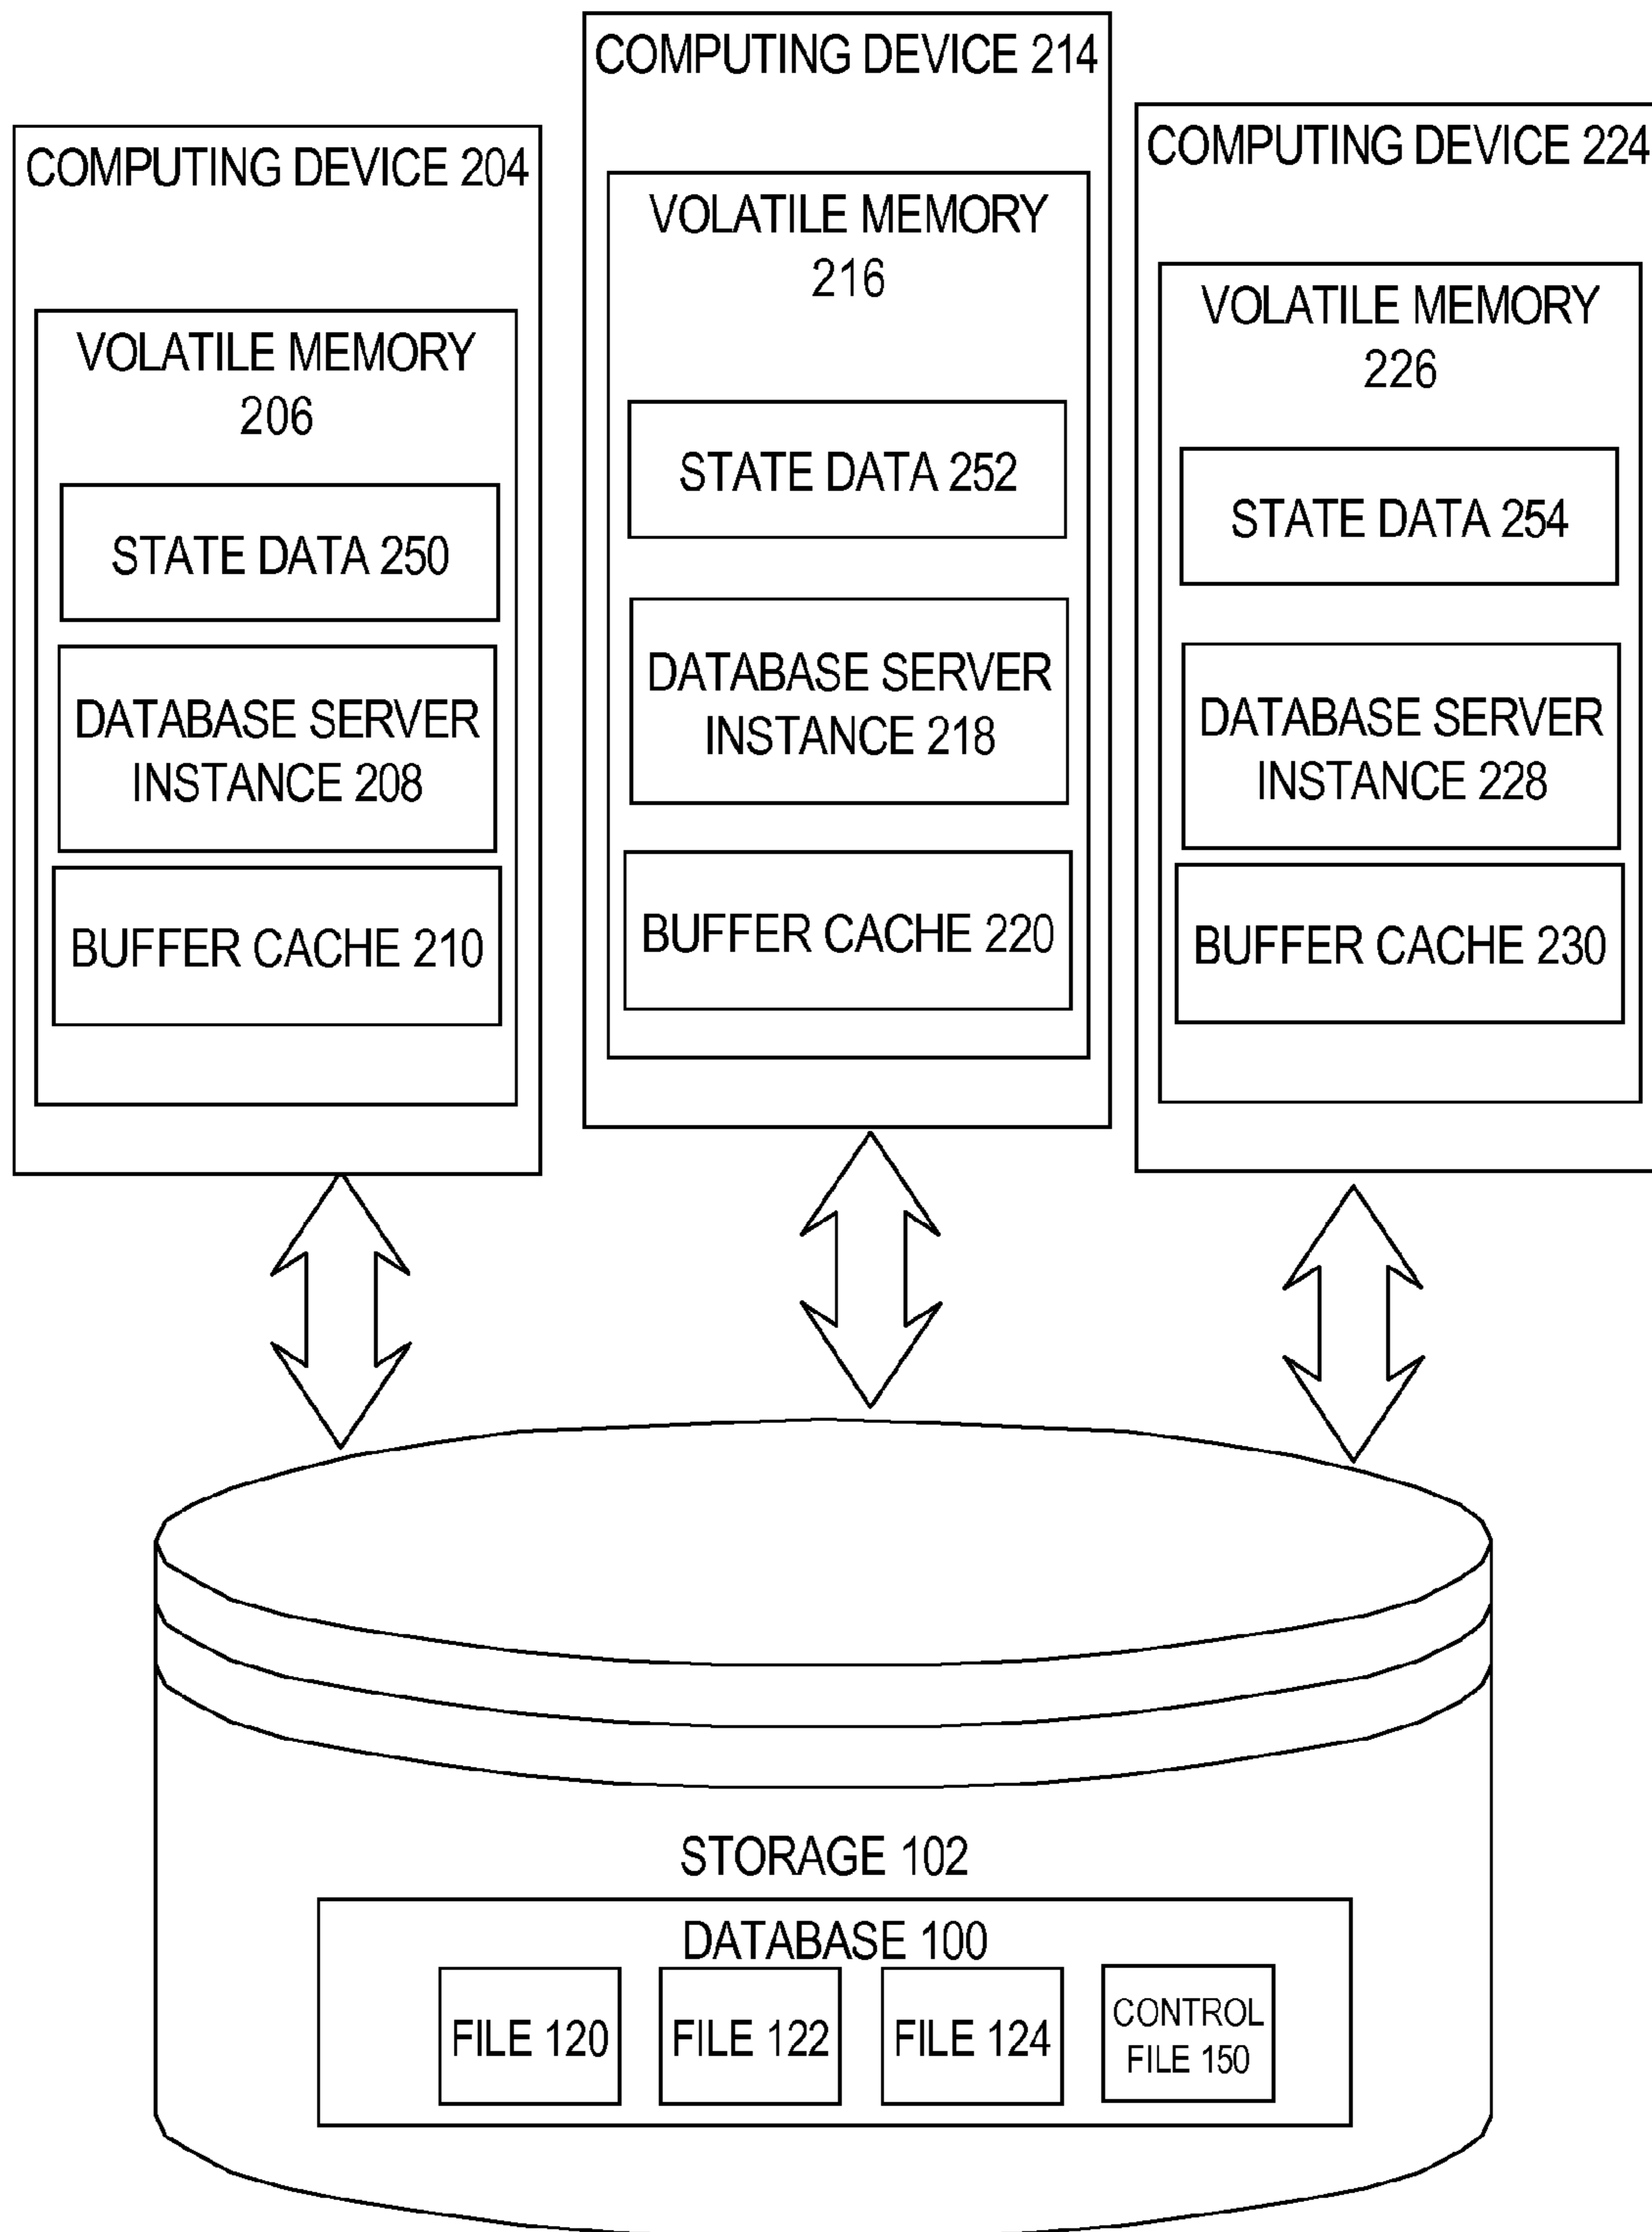 COMPUTING DEVICE 204
VOLATILE MEMORY
206
STATE DATA 250
DATABASE SERVER
INSTANCE 208
BUFFER CACHE 210
COMPUTING DEVICE 214
VOLATILE MEMORY
216
STATE DATA 252
DATABASE SERVER
INSTANCE 218
BUFFER CACHE 220
COMPUTING DEVICE 224
VOLATILE MEMORY
226
STATE DATA 254
DATABASE SERVER
INSTANCE 228
BUFFER CACHE 230
STORAGE 102
DATABASE 100
FILE 120
FILE 122
FILE 124
CONTROL
FILE 150